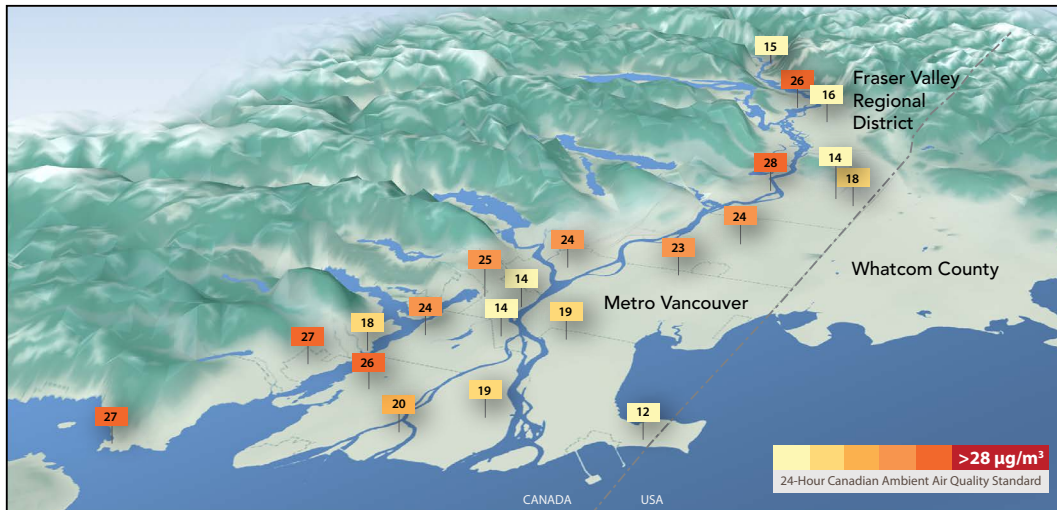 15
26
Fraser Valley
Regional
District
16
14
28
18
24
24
23
25
Whatcom County
14
Metro Vancouver
14
19
24
18
27
26
19
20
12
27
>28 µg/m³
24-Hour Canadian Ambient Air Quality Standard
CANADA
USA